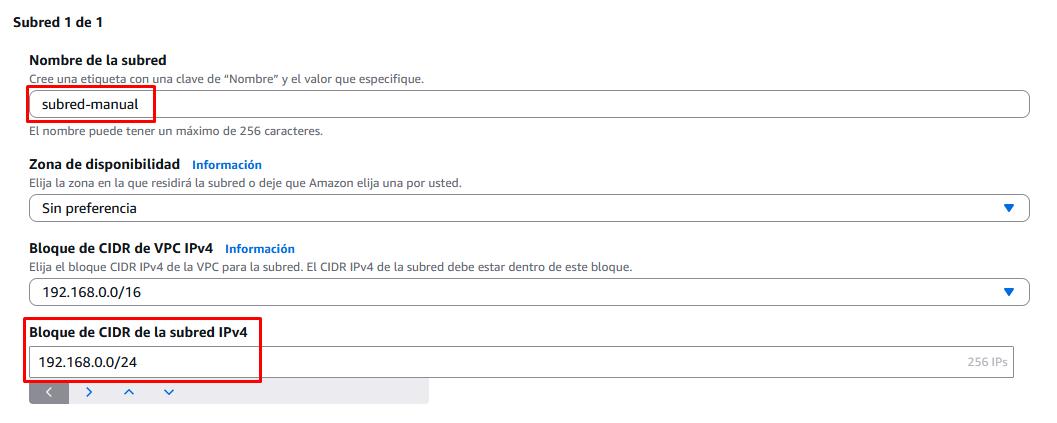 Subred 1 de 1
Nombre de la subred
Cree una etiqueta con una clave de “Nombre” y el valor que especifique.
subred-manual
El nombre puede tener un máximo de 256 caracteres.
Zona de disponibilidad Información
Elija la zona en la que residirá la subred o deje que Amazon elija una por usted.
Sin preferencia
Bloque de CIDR de VPC IPv4 Información
Elija el bloque CIDR IPv4 de la VPC para la subred. El CIDR IPv4 de la subred debe estar dentro de este bloque.
192.168.0.0/16
Bloque de CIDR de la subred IPv4
192.168.0.0/24 256 IPs